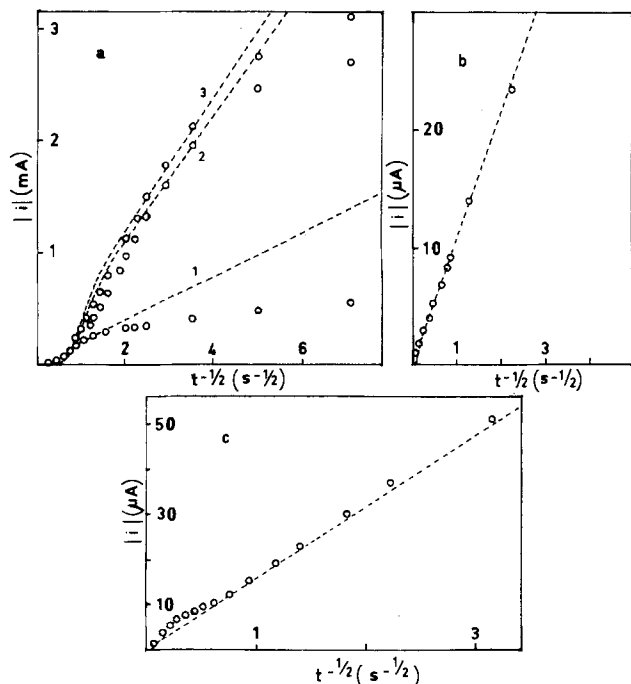 a
3
2
1
| i | (mA)
3
2
1
2
4
6
t - 1/2 ( s - 1/2 )
b
| i | (μA)
20
10
1
3
t - 1/2 ( s - 1/2 )
c
| i | (μA)
50
30
10
1
3
t - 1/2 ( s - 1/2 )